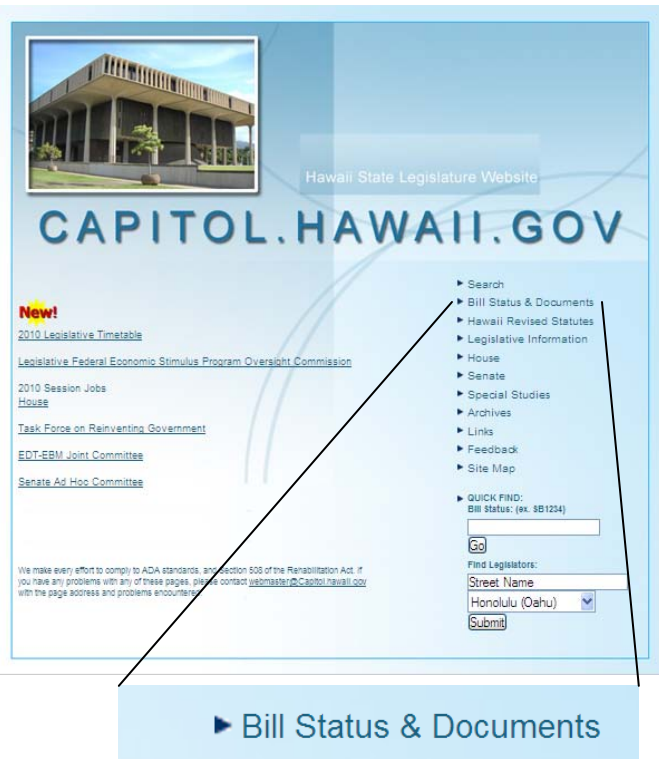 Hawaii State Legislature Website
CAPITOL.HAWAII.GOV
New!
2010 Legislative Timetable
Legislative Federal Economic Stimulus Program Oversight Commission
2010 Session Jobs
House
Task Force on Reinventing Government
EDT-EBM Joint Committee
Senate Ad Hoc Committee
We make every effort to comply to ADA standards, and Section 508 of the Rehabilitation Act. If
you have any problems with any of these pages, please contact webmaster@Capitol.hawaii.gov
with the page address and problems encountered.
Search
Bill Status & Documents
Hawaii Revised Statutes
Legislative Information
House
Senate
Special Studies
Archives
Links
Feedback
Site Map
QUICK FIND:
Bill Status: (ex. SB1234)
Go
Find Legislators:
Street Name
Honolulu (Oahu)
Submit
Bill Status & Documents